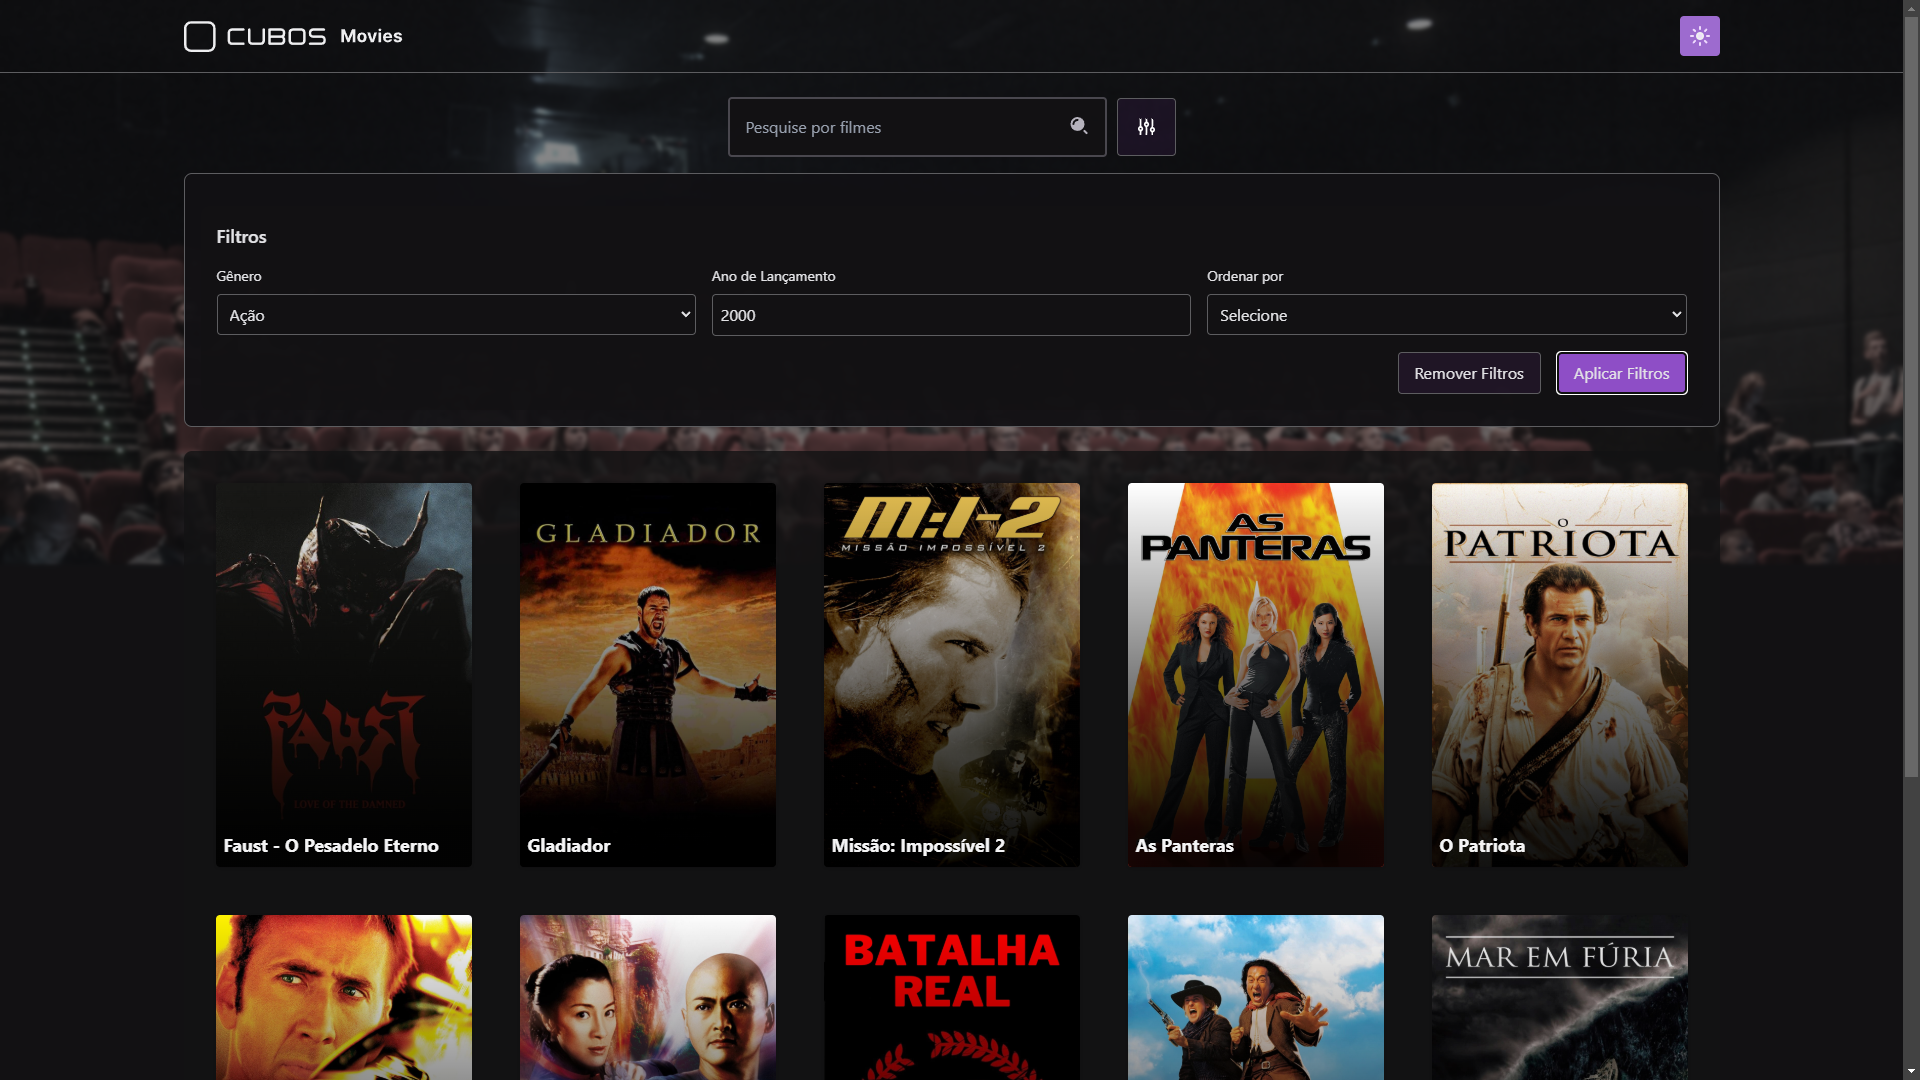 CUBOS Movies
Pesquise por filmes
Filtros
Gênero
Ano de Lançamento
Ordenar por
Ação
2000
Selecione
Remover Filtros
Aplicar Filtros
FAUST
LOVE OF THE DAMNED
Faust - O Pesadelo Eterno
GLADIADOR
Gladiador
M:I-2
MISSÃO IMPOSSÍVEL 2
Missão: Impossível 2
AS
PANTERAS
As Panteras
O
PATRIOTA
O Patriota
BATALHA
REAL
MAR EM FÚRIA